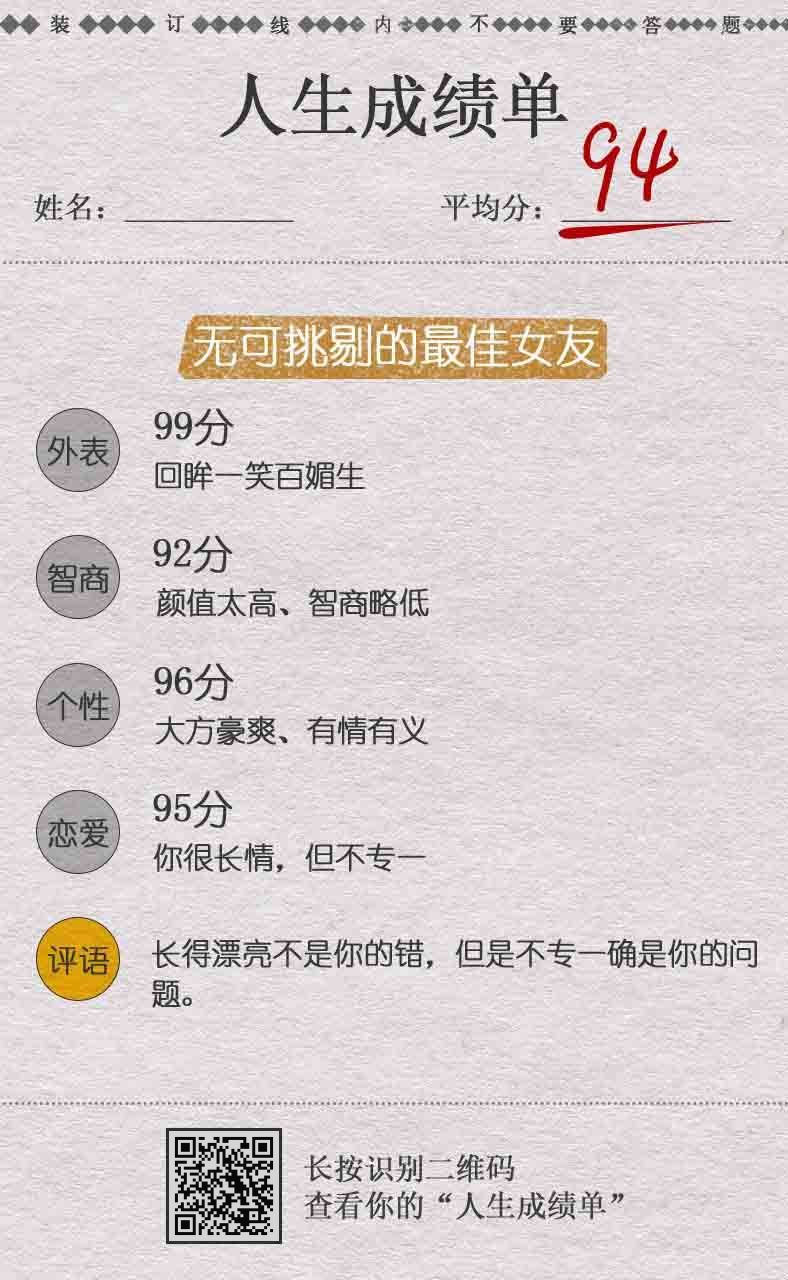 装订线内不要答题
人生成绩单
姓名：
平均分：94
无可挑剔的最佳女友
外表
99分
回眸一笑百媚生
智商
92分
颜值太高、智商略低
个性
96分
大方豪爽、有情有义
恋爱
95分
你很长情，但不专一
评语
长得漂亮不是你的错，但是不专一确是你的问
题。
长按识别二维码
查看你的“人生成绩单”